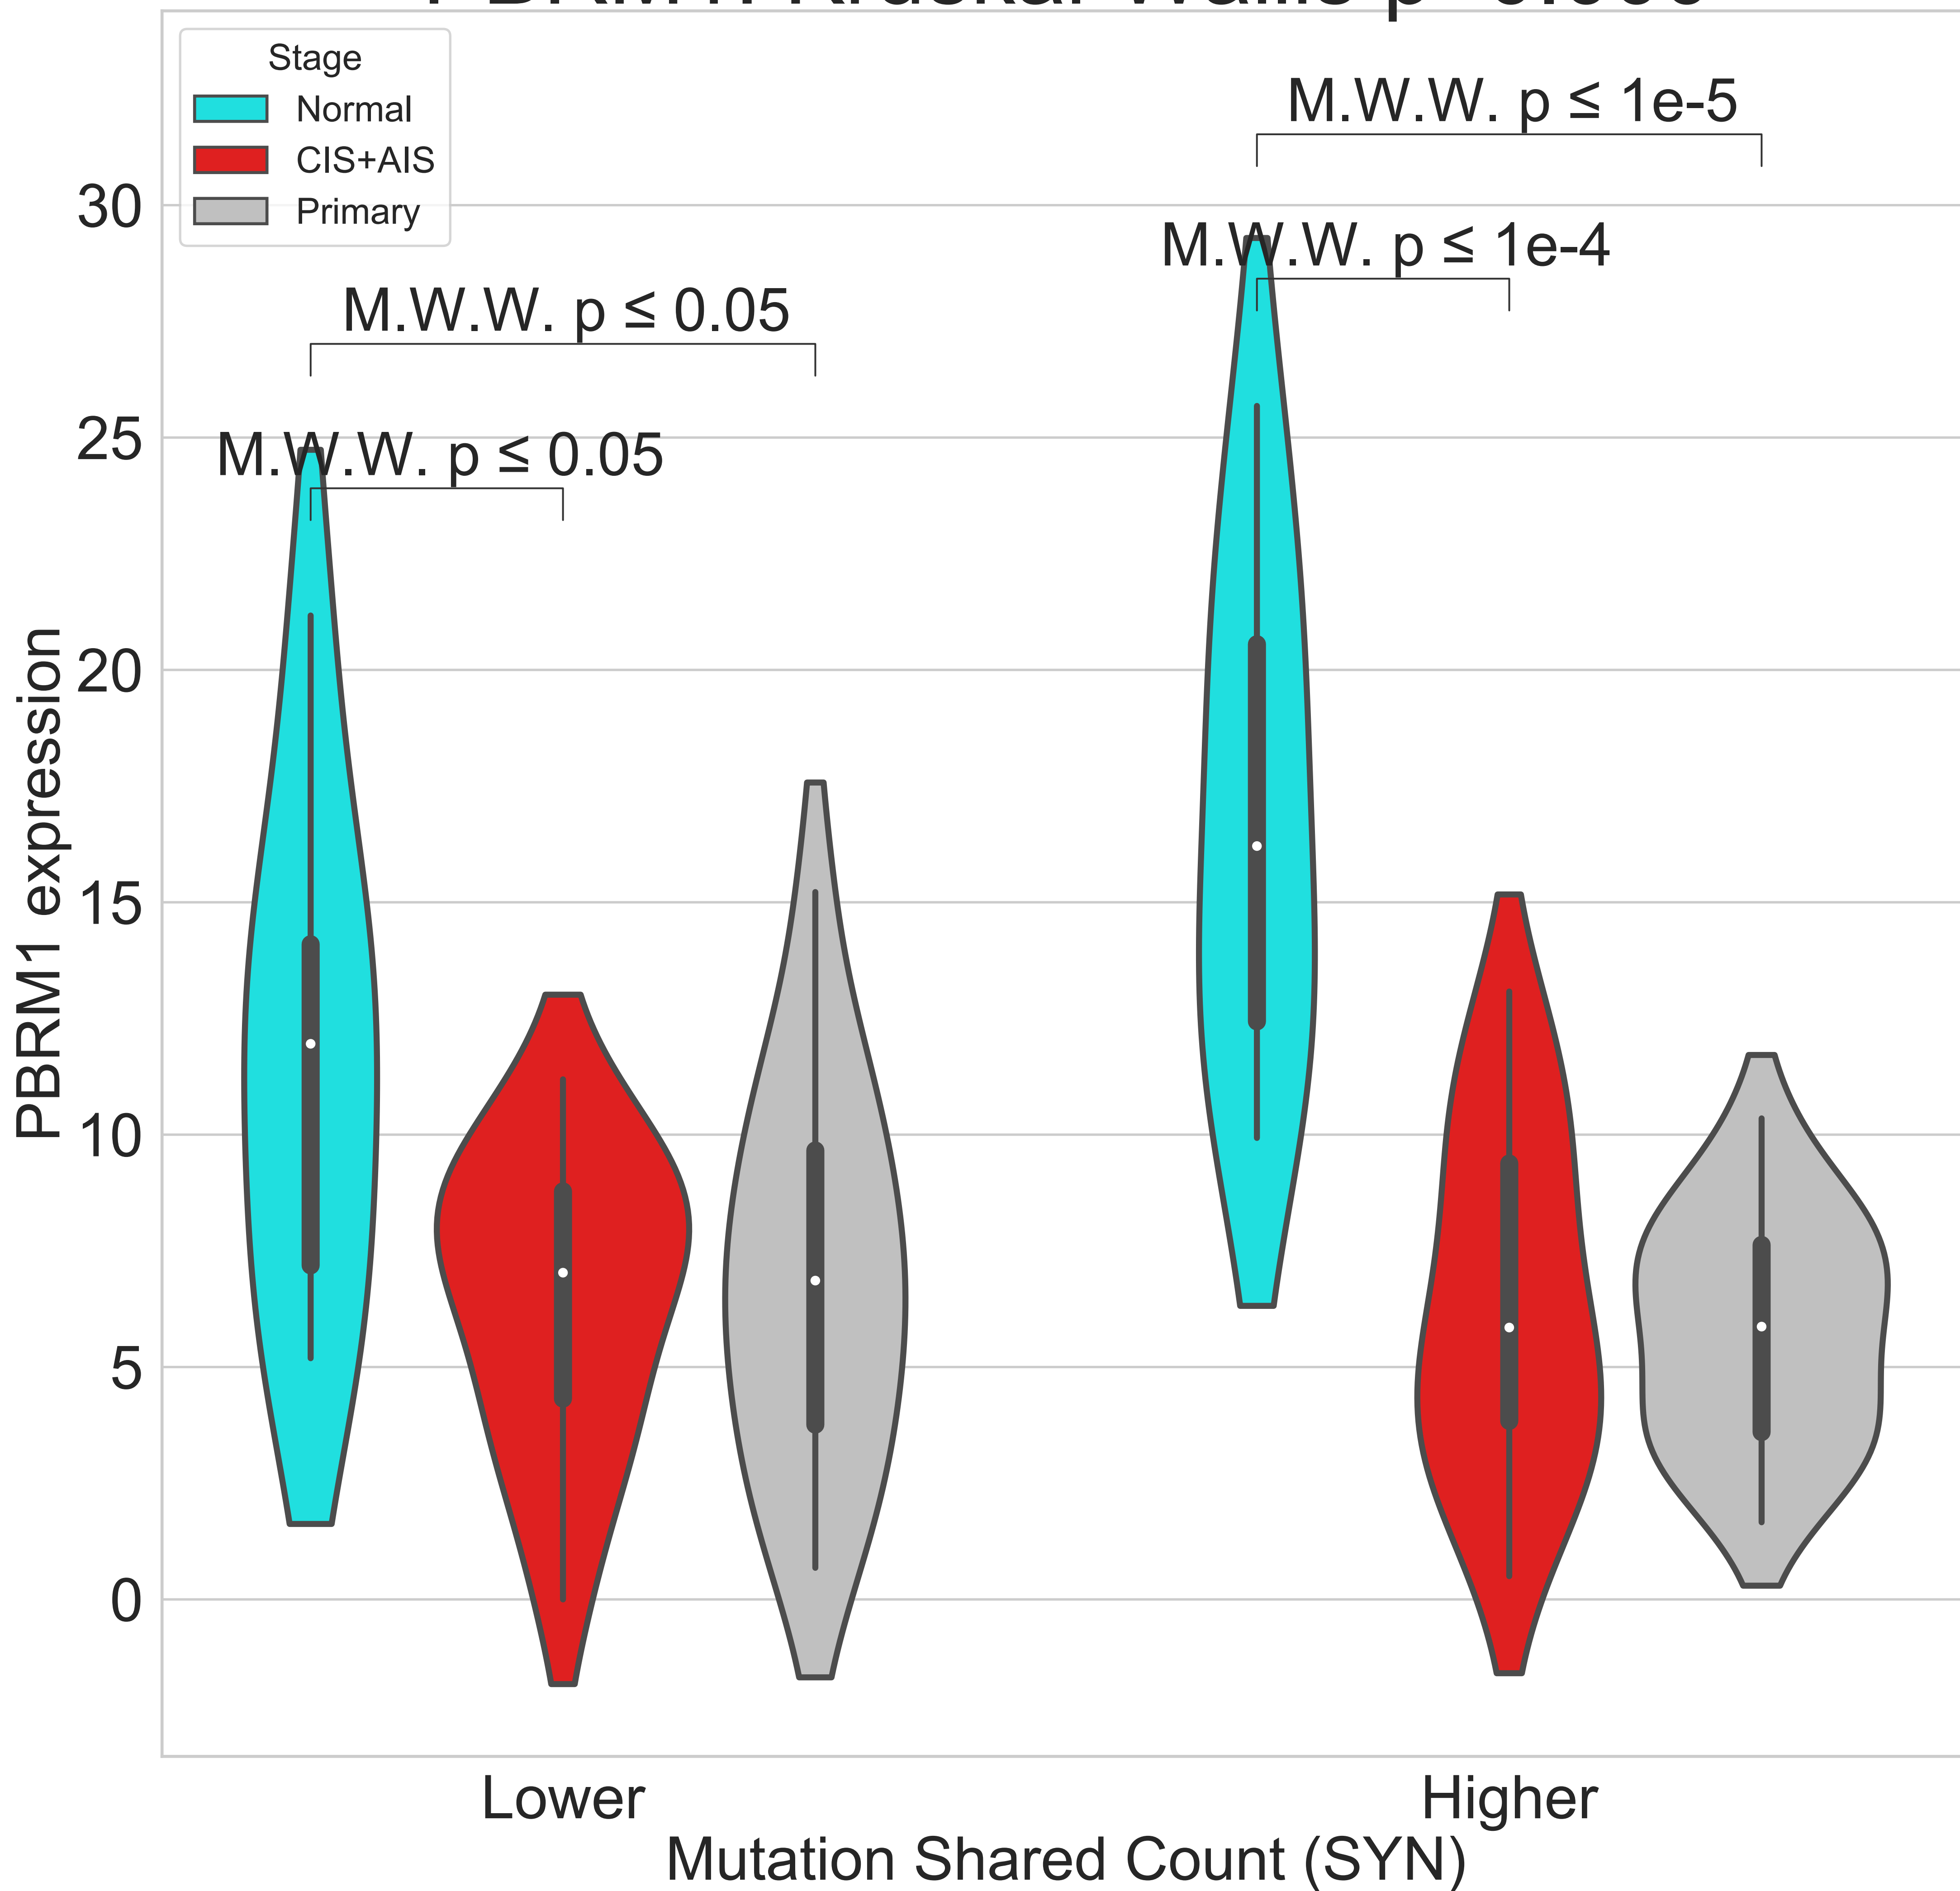 Stage
Normal
CIS+AIS
Primary
M.W.W. p ≤ 1e-5
M.W.W. p ≤ 1e-4
M.W.W. p ≤ 0.05
M.W.W. p ≤ 0.05
30
25
20
15
10
5
0
PBRM1 expression
Lower
Higher
Mutation Shared Count (SYN)